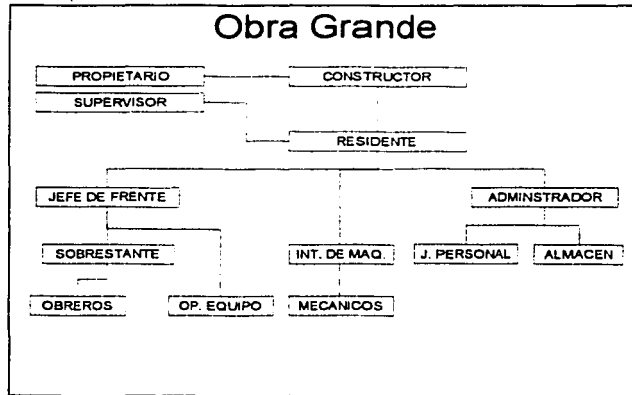 Obra Grande
PROPIETARIO CONSTRUCTOR
SUPERVISOR
RESIDENTE
JEFE DE FRENTE ADMINSTRADOR
SOBRESTANTE INT. DE MAQ. J. PERSONAL ALMACEN
OBREROS OP. EQUIPO MECANICOS